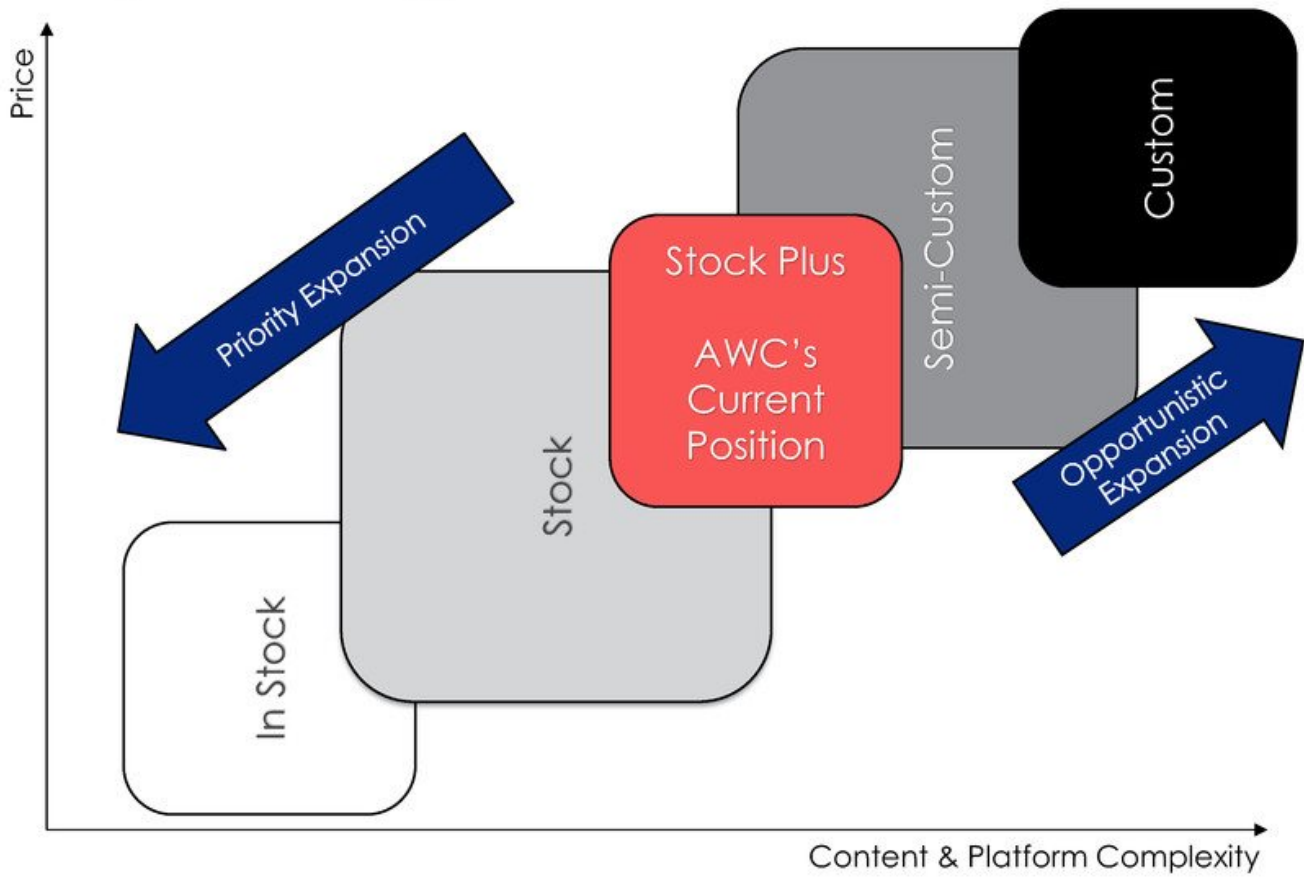 Price
Priority Expansion
In Stock
Stock
Stock Plus
AWC's
Current
Position
Semi-Custom
Custom
Opportunistic
Expansion
Content & Platform Complexity